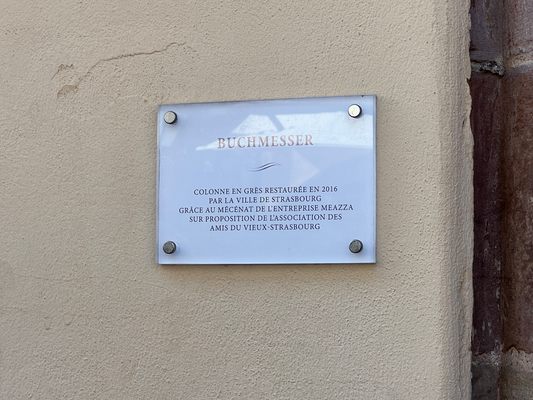 BUCHMESSER
COLONNE EN GRÈS RESTAURÉE EN 2016
PAR LA VILLE DE STRASBOURG
GRÂCE AU MÉCÉNAT DE L'ENTREPRISE MEAZZA
SUR PROPOSITION DE L'ASSOCIATION DES
AMIS DU VIEUX-STRASBOURG